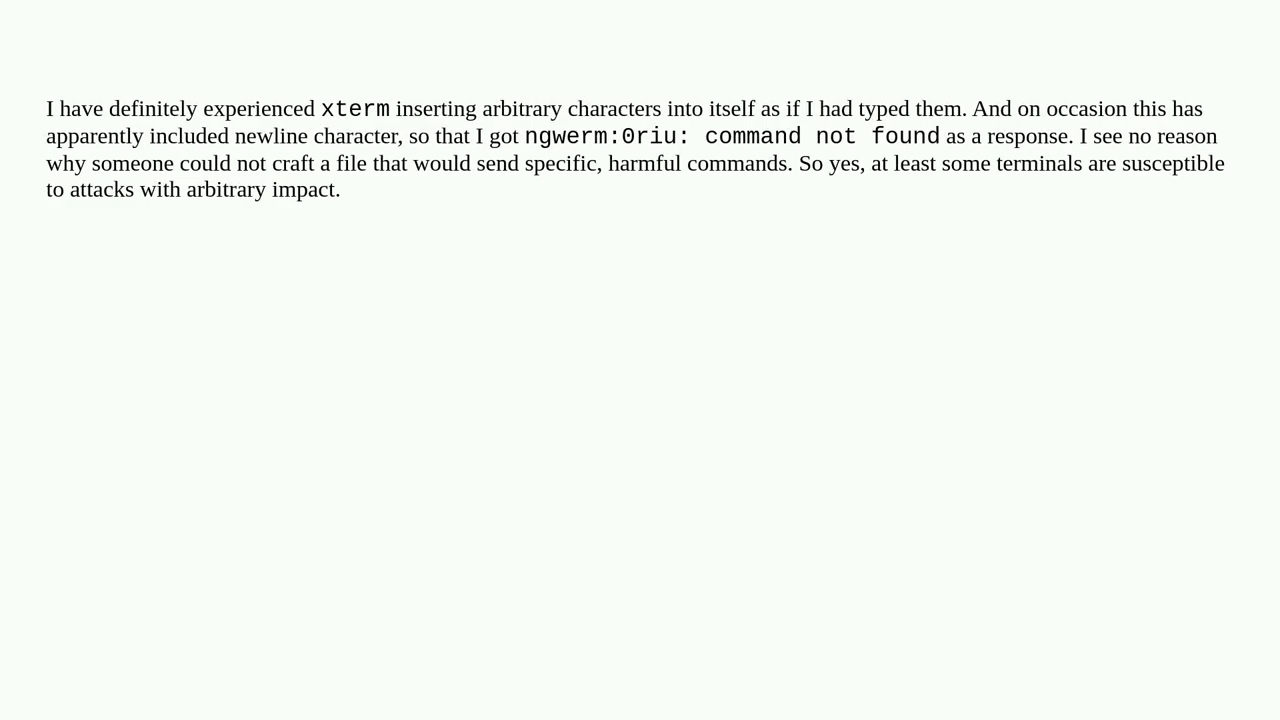 I have definitely experienced xterm inserting arbitrary characters into itself as if I had typed them. And on occasion this has
apparently included newline character, so that I got ngwerm:0riu: command not found as a response. I see no reason
why someone could not craft a file that would send specific, harmful commands. So yes, at least some terminals are susceptible
to attacks with arbitrary impact.